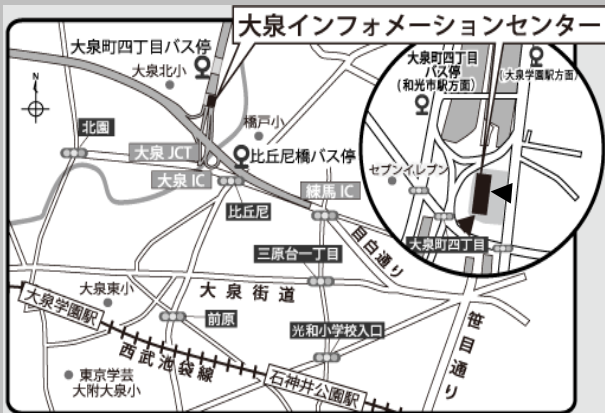 大泉インフォメーションセンター
大泉町四丁目バス停
大泉北小
N
北園
橋戸小
大泉 JCT
比丘尼橋バス停
大泉 IC
練馬 IC
比丘尼
目白通り
三原台一丁目
大泉東小
大泉街道
大泉学園駅
前原
光和小学校入口
笹目通り
西武池袋線
石神井公園駅
東京学芸
大附大泉小
大泉町四丁目
バス停
(和光市駅方面)
(大泉学園駅方面)
セブンイレブン
大泉町四丁目